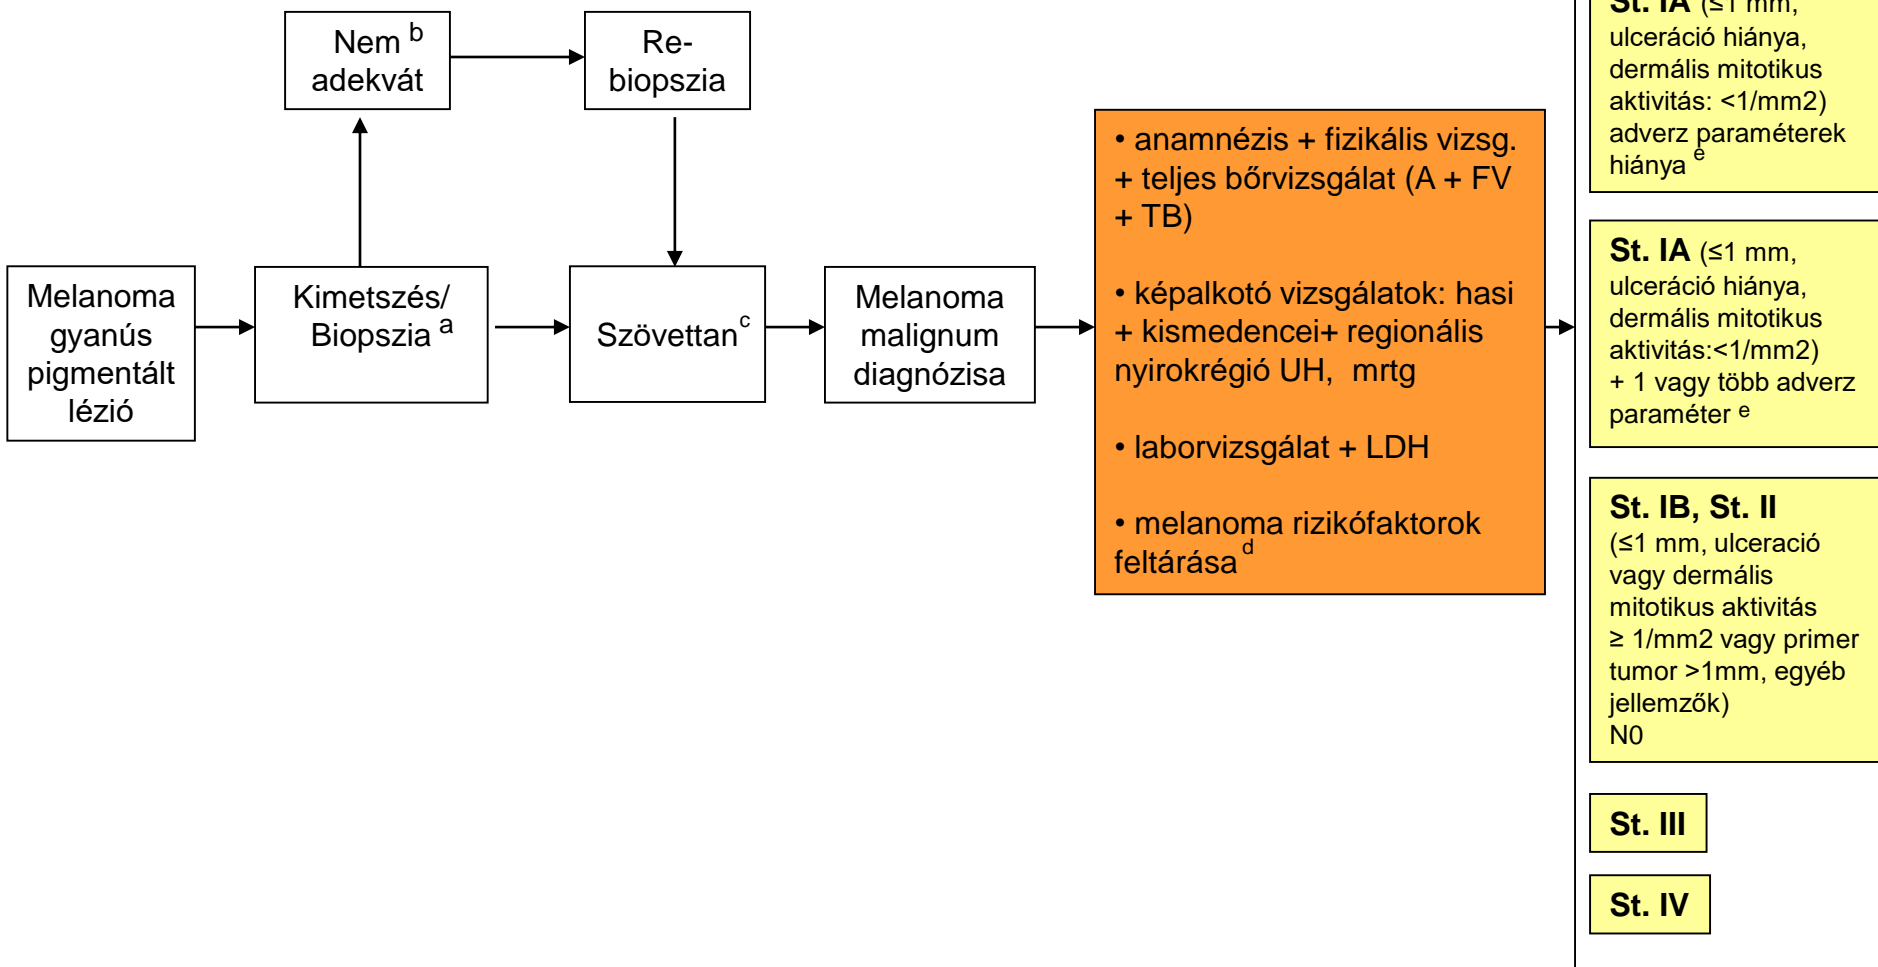 Nem b
adekvát
Re-
biopszia
Melanoma
gyanús
pigmentált
lézió
Kimetszés/
Biopszia a
Szövettan c
Melanoma
malignum
diagnózisa
• anamnézis + fizikális vizsg.
+ teljes bőrvizsgálat (A + FV
+ TB)
• képalkotó vizsgálatok: hasi
+ kismedencei+ regionális
nyirokrégió UH, mrtg
• laborvizsgálat + LDH
• melanoma rizikófaktorok
feltárása d
St. IA (≤1 mm,
ulceráció hiánya,
dermális mitotikus
aktivitás: <1/mm2)
adverz paraméterek
hiánya e
St. IA (≤1 mm,
ulceráció hiánya,
dermális mitotikus
aktivitás:<1/mm2)
+ 1 vagy több adverz
paraméter e
St. IB, St. II
(≤1 mm, ulceració
vagy dermális
mitotikus aktivitás
≥ 1/mm2 vagy primer
tumor >1mm, egyéb
jellemzők)
N0
St. III
St. IV